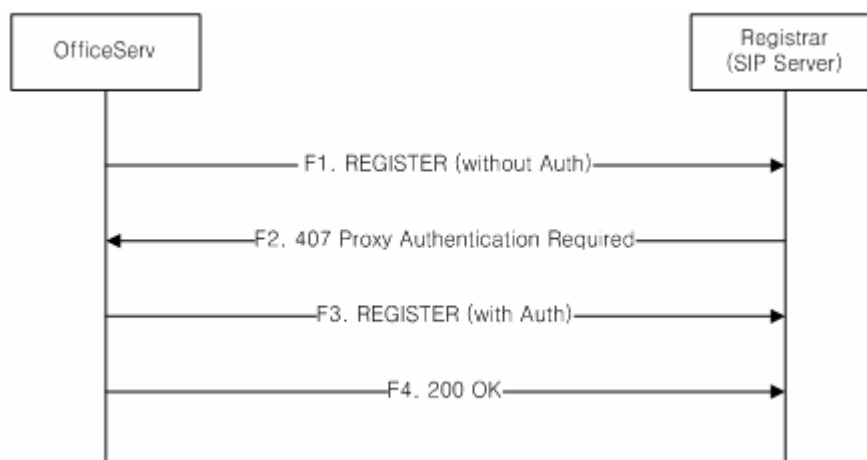 OfficeServ
Registrar
(SIP Server)
F1. REGISTER (without Auth)
F2. 407 Proxy Authentication Required
F3. REGISTER (with Auth)
F4. 200 OK